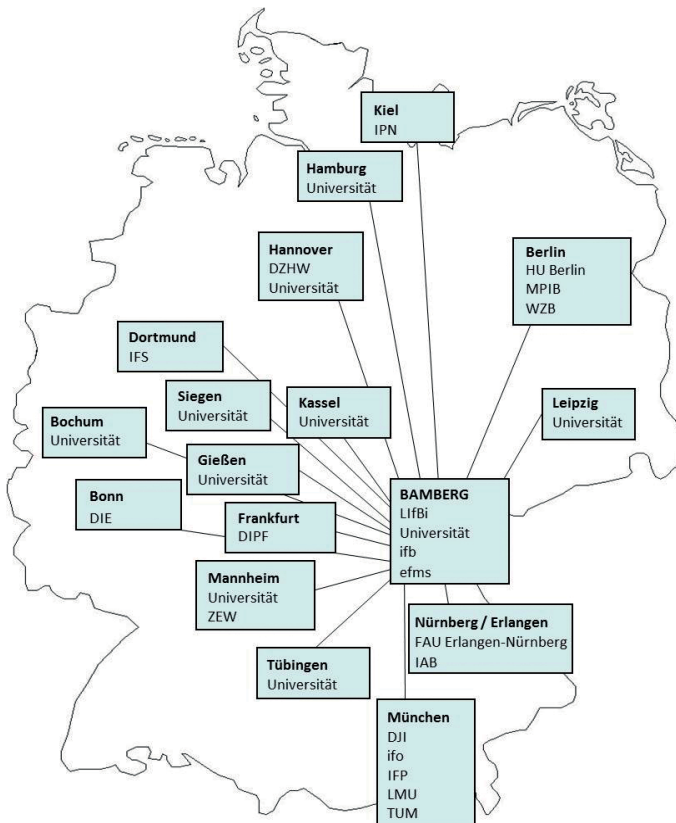 Kiel
IPN
Hamburg
Universität
Hannover
DZHW
Universität
Berlin
HU Berlin
MPIB
WZB
Dortmund
IFS
Siegen
Universität
Kassel
Universität
Leipzig
Universität
Bochum
Universität
Gießen
Universität
Bonn
DIE
Frankfurt
DIPF
BAMBERG
LIfBi
Universität
ifb
efms
Mannheim
Universität
ZEW
Nürnberg / Erlangen
FAU Erlangen-Nürnberg
IAB
Tübingen
Universität
München
DJI
ifo
IFP
LMU
TUM